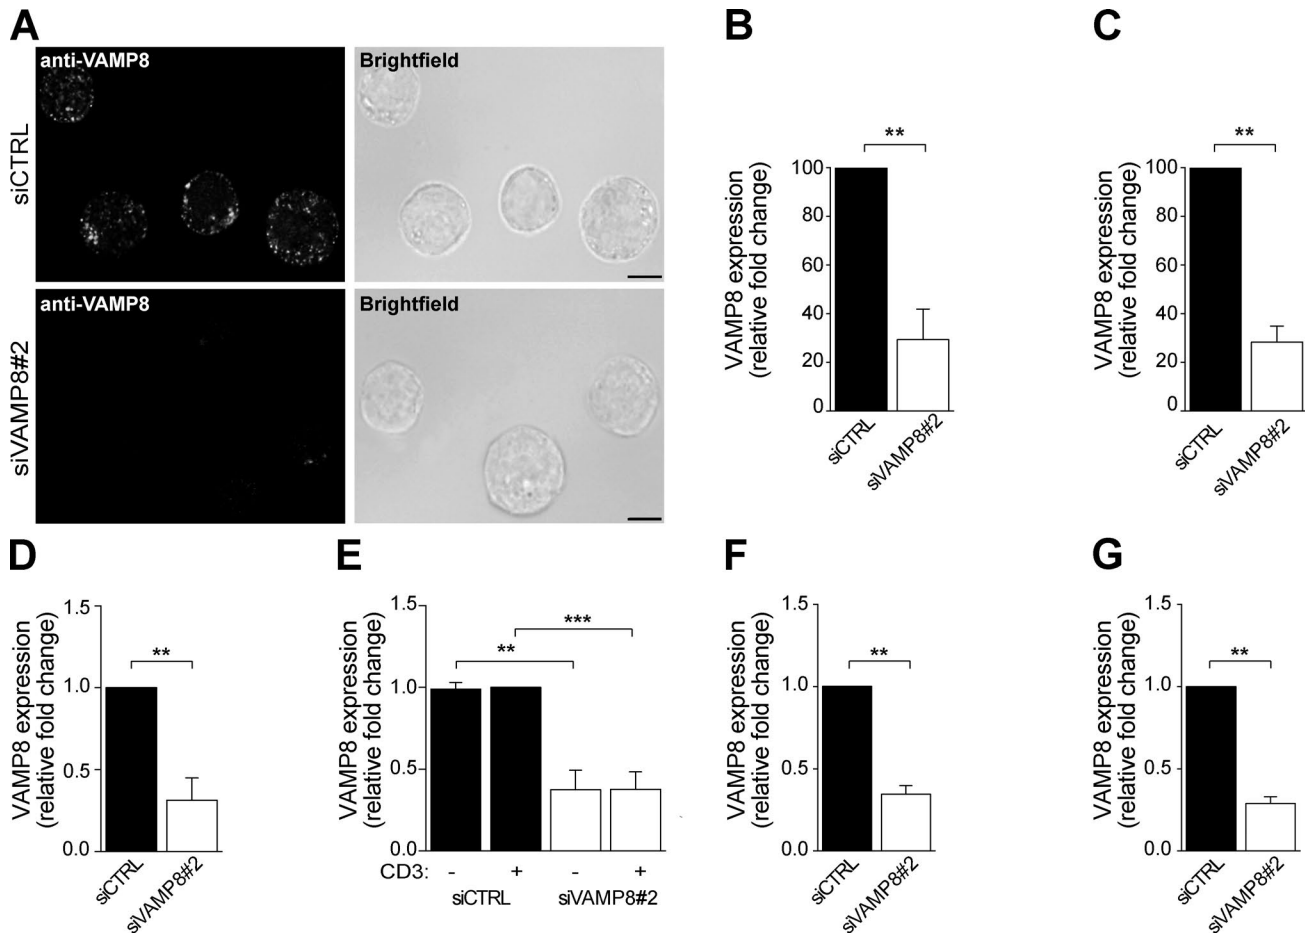 A
anti-VAMP8
Brightfield
siCTRL
anti-VAMP8
Brightfield
siVAMP8#2
B
**
VAMP8 expression
(relative fold change)
100
80
60
40
20
0
siCTRL
siVAMP8#2
C
**
VAMP8 expression
(relative fold change)
100
80
60
40
20
0
siCTRL
siVAMP8#2
D
**
VAMP8 expression
(relative fold change)
1.5
1.0
0.5
0.0
siCTRL
siVAMP8#2
E
***
**
VAMP8 expression
(relative fold change)
1.5
1.0
0.5
0.0
CD3: - + - +
siCTRL siVAMP8#2
F
**
VAMP8 expression
(relative fold change)
1.5
1.0
0.5
0.0
siCTRL
siVAMP8#2
G
**
VAMP8 expression
(relative fold change)
1.5
1.0
0.5
0.0
siCTRL
siVAMP8#2